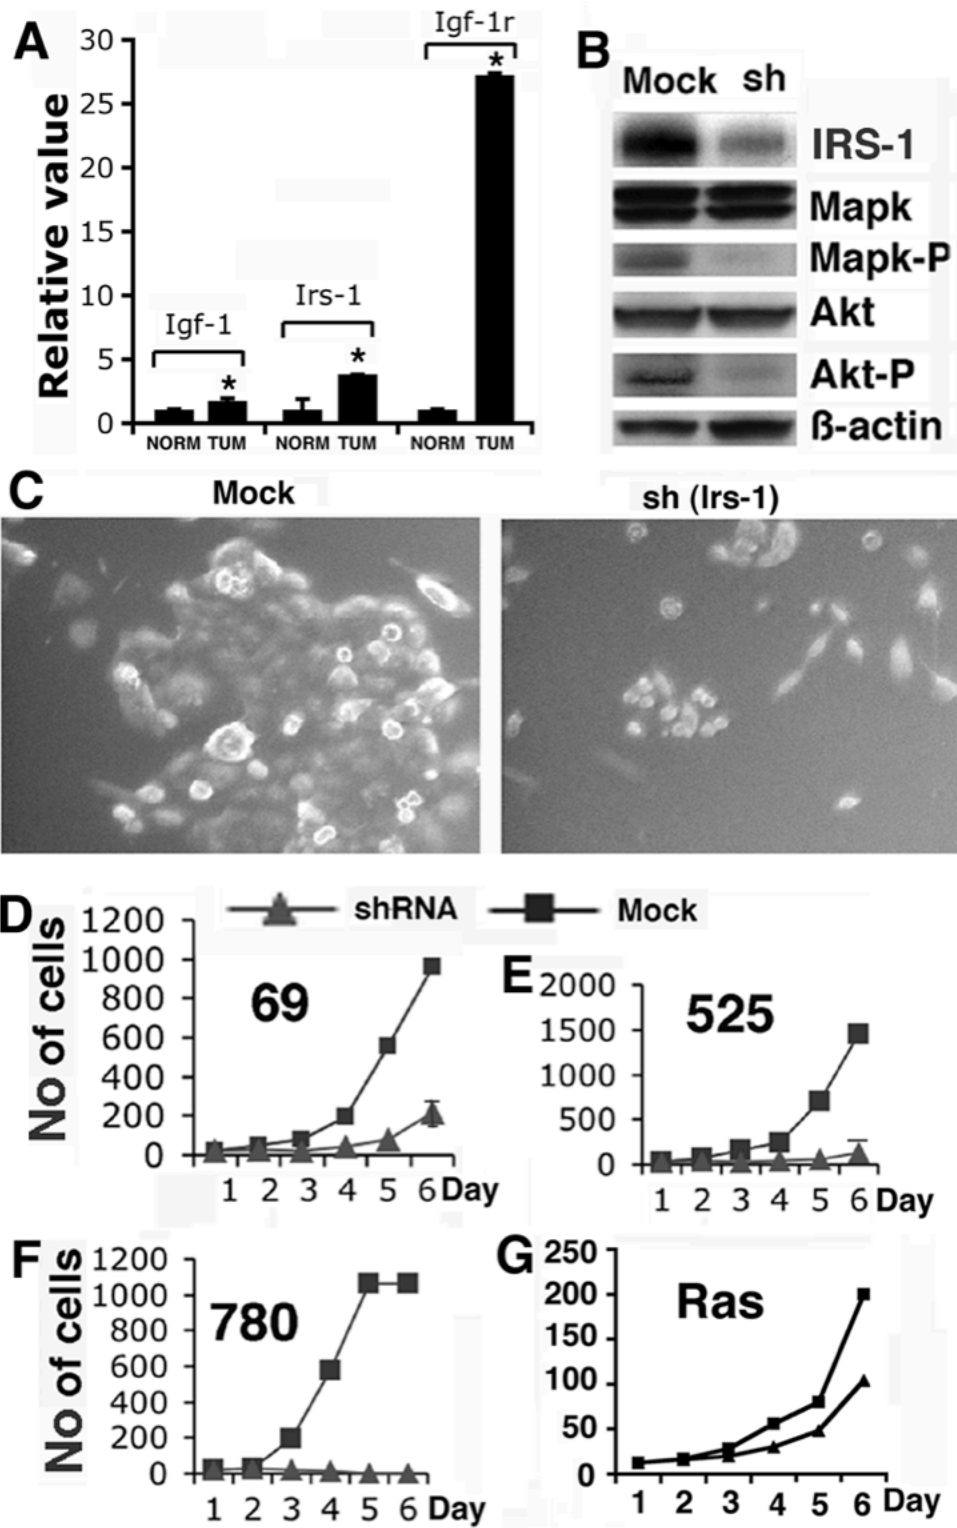 A
Relative value
30
25
20
15
10
5
0
Igf-1
*
Irs-1
*
Igf-1r
*
NORM TUM NORM TUM NORM TUM
B
Mock sh
IRS-1
Mapk
Mapk-P
Akt
Akt-P
ß-actin
C
Mock
sh (Irs-1)
shRNA Mock
D
No of cells
1200
1000
800
600
400
200
0
69
1 2 3 4 5 6 Day
E
2000
1500
1000
500
0
525
1 2 3 4 5 6 Day
F
No of cells
1200
1000
800
600
400
200
0
780
1 2 3 4 5 6 Day
G
250
200
150
100
50
0
Ras
1 2 3 4 5 6 Day